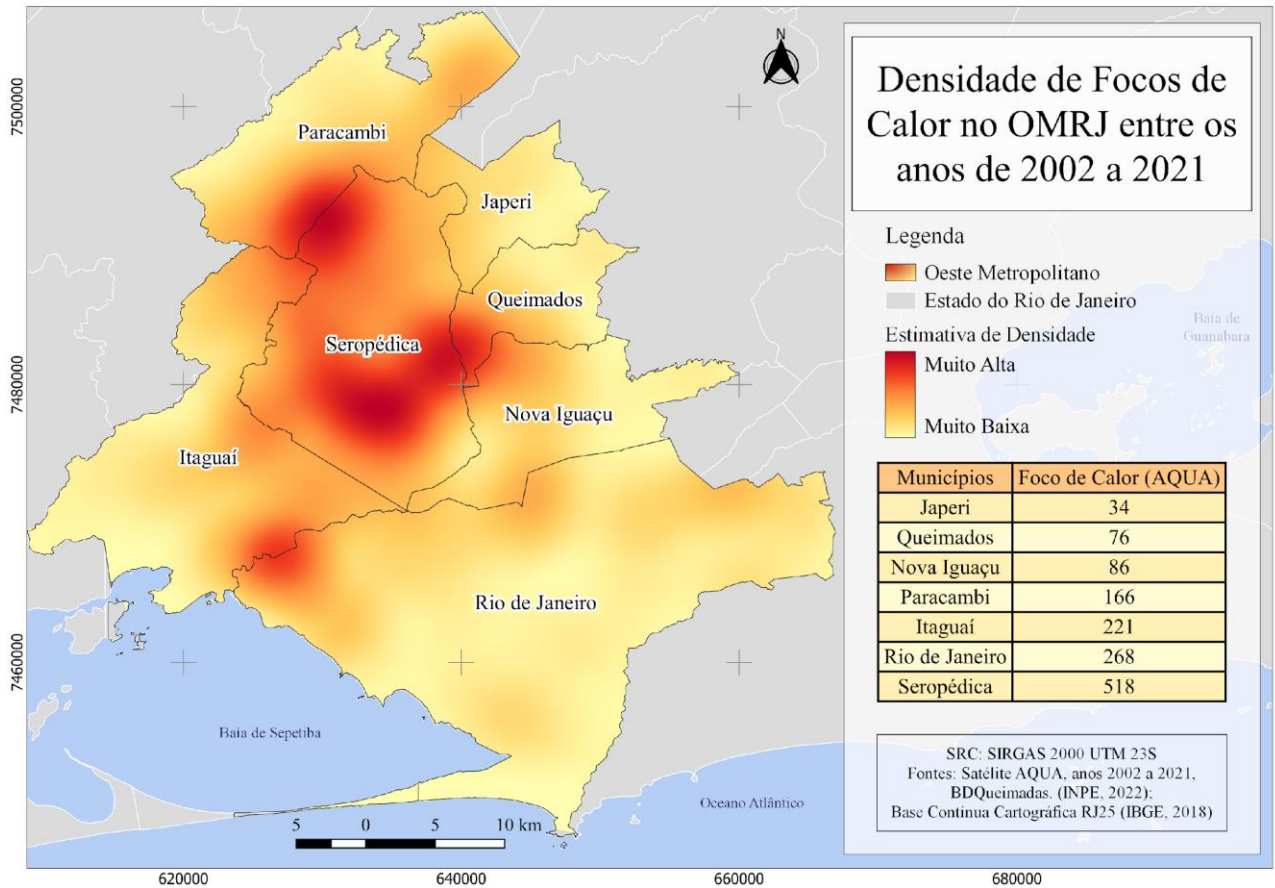 7500000
7480000
7460000
620000
640000
660000
680000
N
Paracambi
Japeri
Queimados
Seropédica
Nova Iguaçu
Itaguaí
Rio de Janeiro
Baía de Sepetiba
Oceano Atlântico
5 0 5 10 km
Baía de
Guanabara
Densidade de Focos de
Calor no OMRJ entre os
anos de 2002 a 2021
Legenda
Oeste Metropolitano
Estado do Rio de Janeiro
Estimativa de Densidade
Muito Alta
Muito Baixa
Municípios Foco de Calor (AQUA)
Japeri 34
Queimados 76
Nova Iguaçu 86
Paracambi 166
Itaguaí 221
Rio de Janeiro 268
Seropédica 518
SRC: SIRGAS 2000 UTM 23S
Fontes: Satélite AQUA, anos 2002 a 2021,
BDQueimadas. (INPE, 2022);
Base Contínua Cartográfica RJ25 (IBGE, 2018)